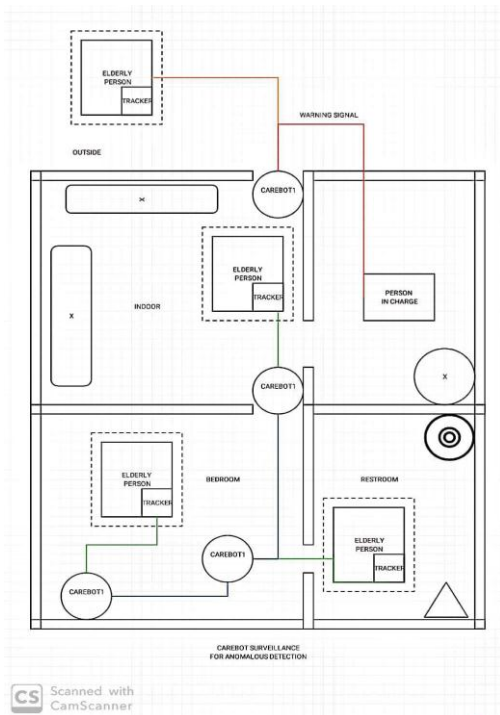 ELDERLY
PERSON
TRACKER
WARNING SIGNAL
OUTSIDE
CAREBOT1
X
ELDERLY
PERSON
TRACKER
PERSON
IN CHARGE
INDOOR
X
X
CAREBOT1
ELDERLY
PERSON
TRACKER
BEDROOM
RESTROOM
ELDERLY
PERSON
TRACKER
CAREBOT1
CAREBOT1
CAREBOT SURVEILLANCE
FOR ANOMALOUS DETECTION
CS Scanned with
CamScanner